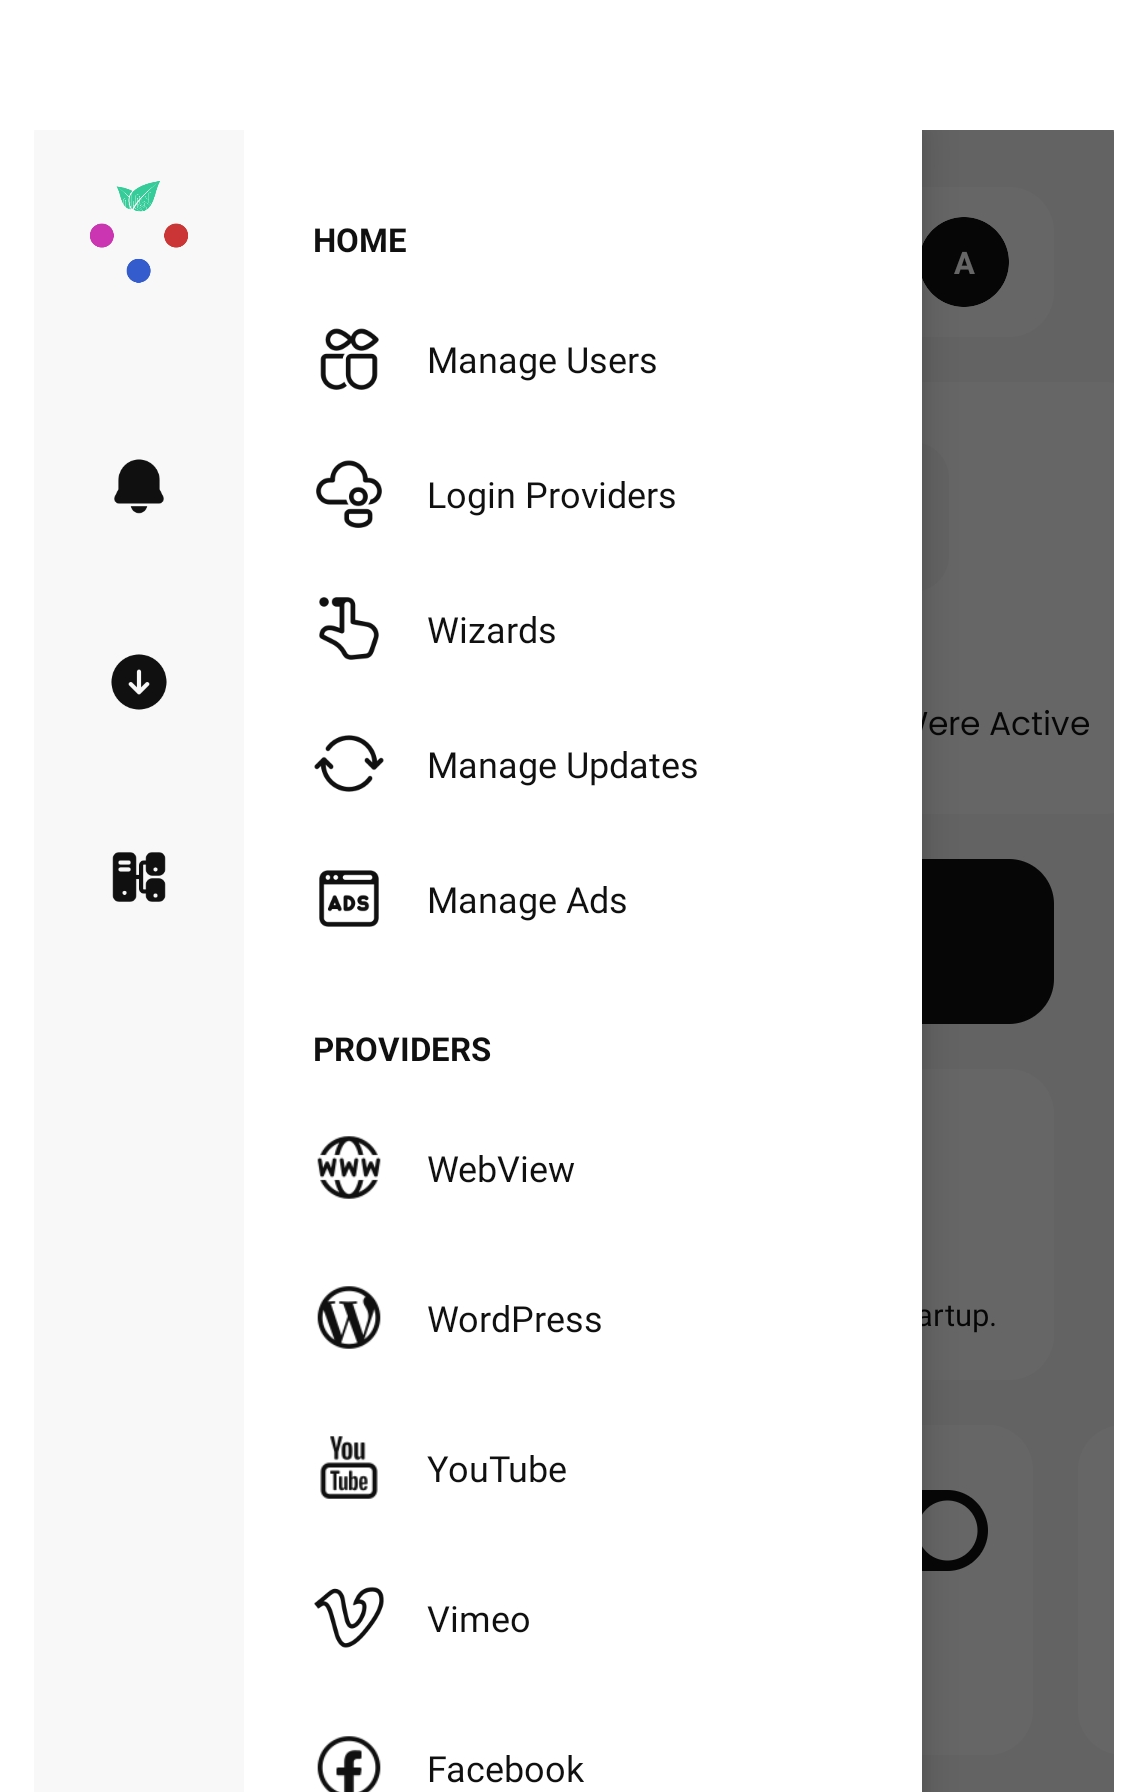 HOME
A
Manage Users
Login Providers
Wizards
Were Active
Manage Updates
ADS
Manage Ads
PROVIDERS
WWW
WebView
artup.
W
WordPress
You
Tube
YouTube
Vimeo
Facebook